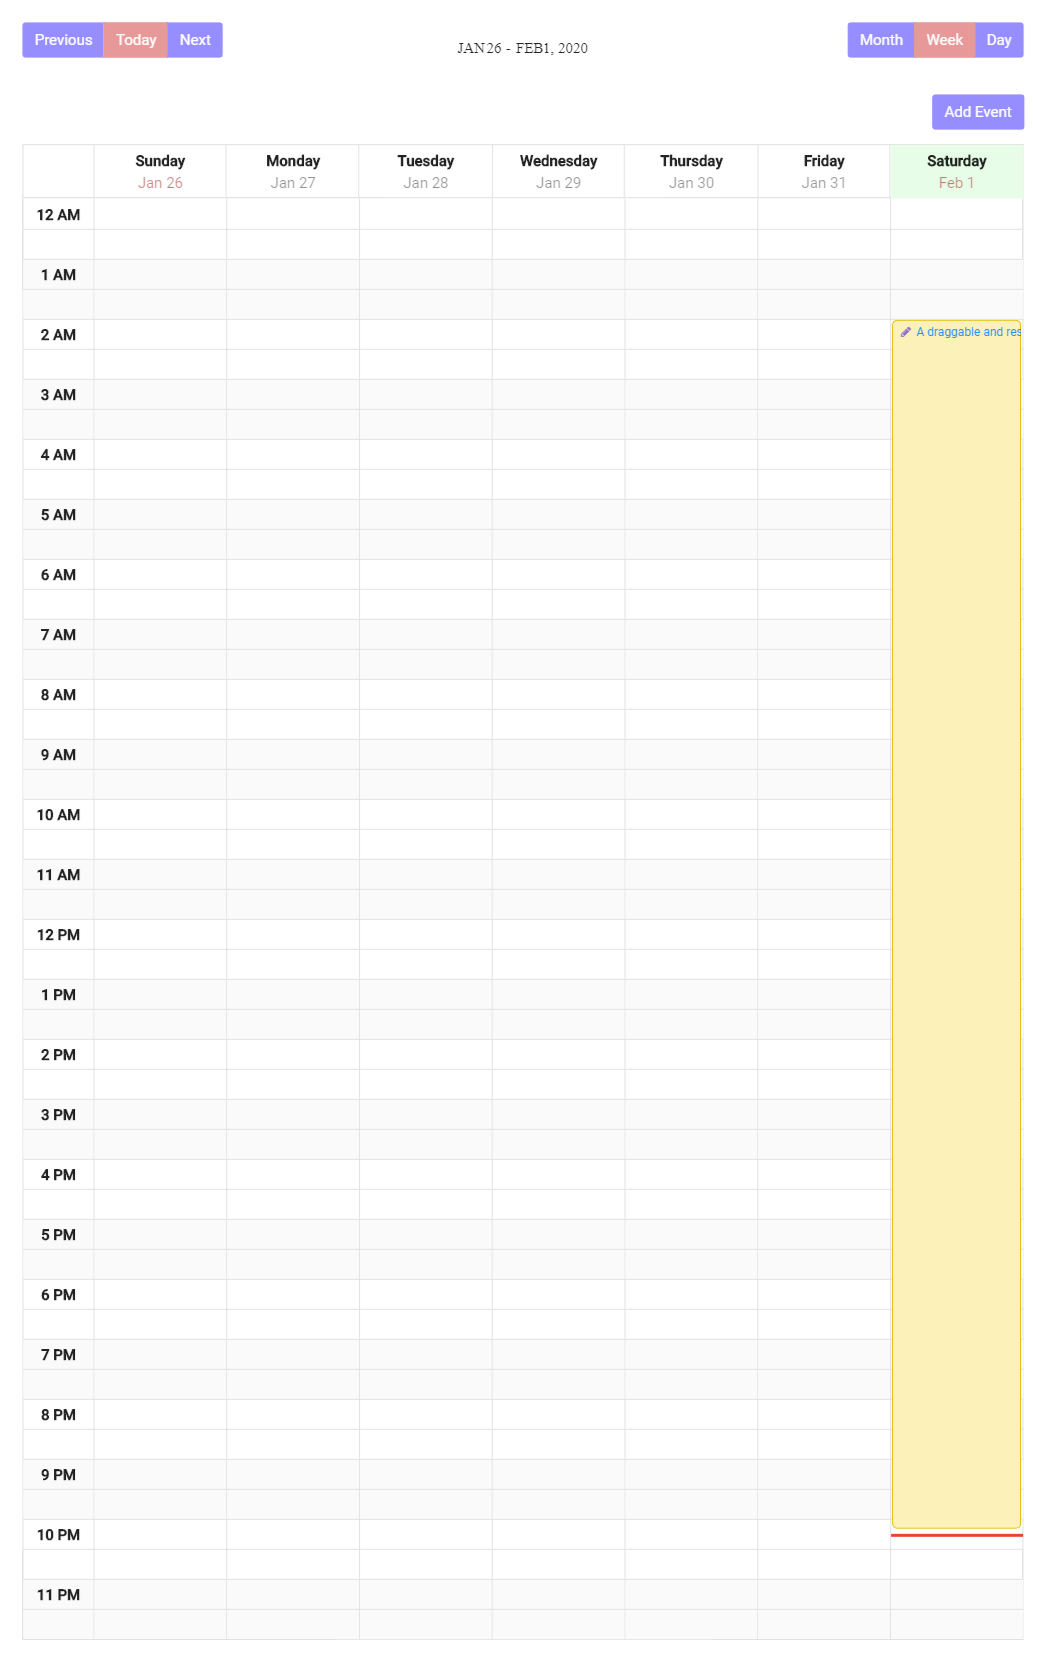 Previous Today Next
JAN 26 - FEB 1, 2020
Month Week Day
Add Event
Sunday Monday Tuesday Wednesday Thursday Friday Saturday
Jan 26 Jan 27 Jan 28 Jan 29 Jan 30 Jan 31 Feb 1
12 AM
1 AM
2 AM A draggable and res
3 AM
4 AM
5 AM
6 AM
7 AM
8 AM
9 AM
10 AM
11 AM
12 PM
1 PM
2 PM
3 PM
4 PM
5 PM
6 PM
7 PM
8 PM
9 PM
10 PM
11 PM